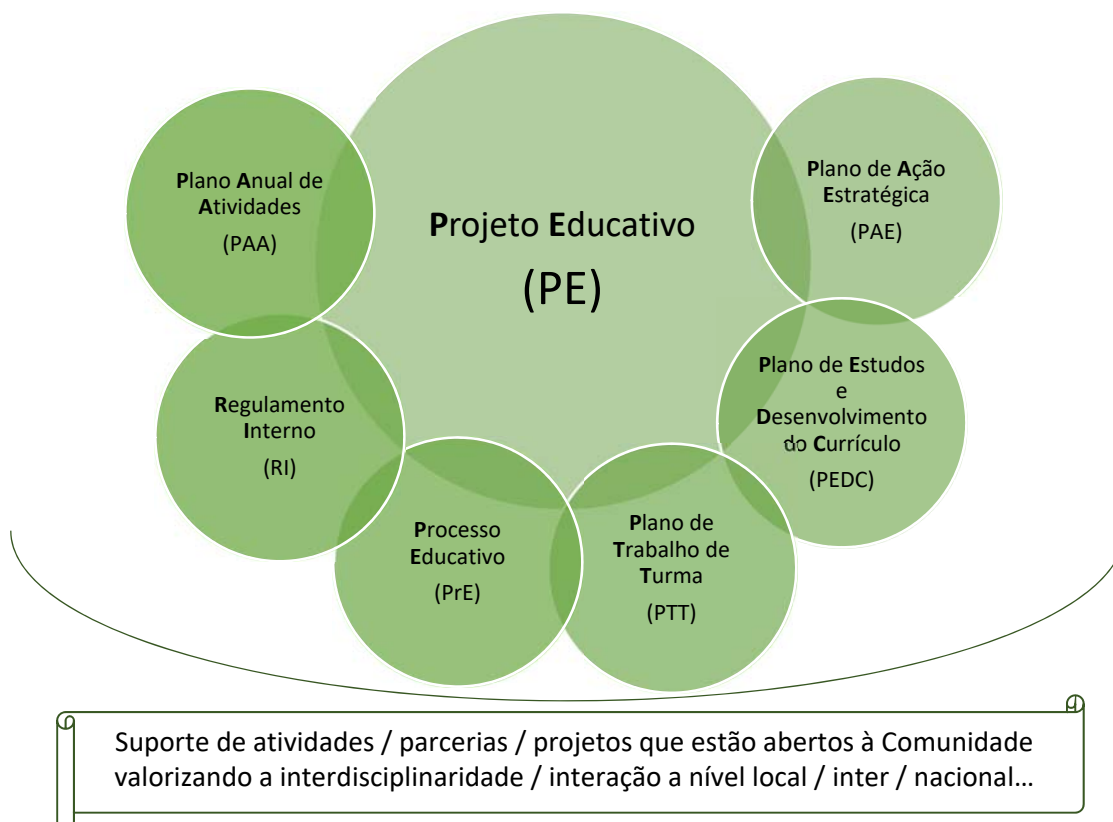 Projeto Educativo
(PE)
Plano Anual de
Atividades
(PAA)
Regulamento
Interno
(RI)
Processo
Educativo
(PrE)
Plano de
Trabalho de
Turma
(PTT)
Plano de Estudos
e
Desenvolvimento
do Currículo
(PEDC)
Plano de Ação
Estratégica
(PAE)
Suporte de atividades / parcerias / projetos que estão abertos à Comunidade
valorizando a interdisciplinaridade / interação a nível local / inter / nacional...